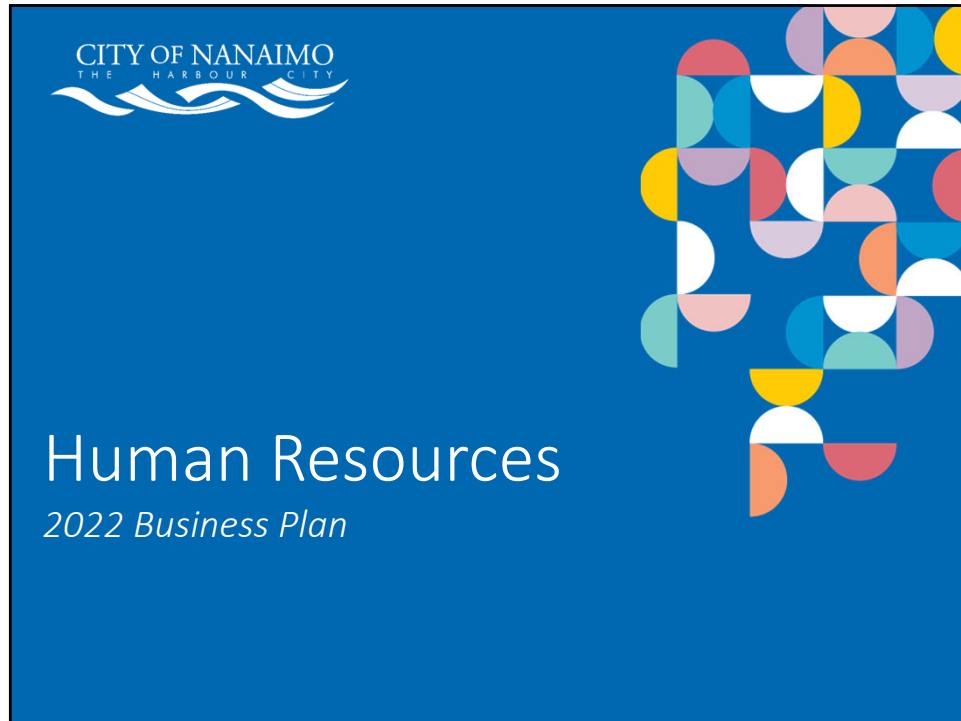 CITY OF NANAIMO
THE HARBOUR CITY
Human Resources
2022 Business Plan